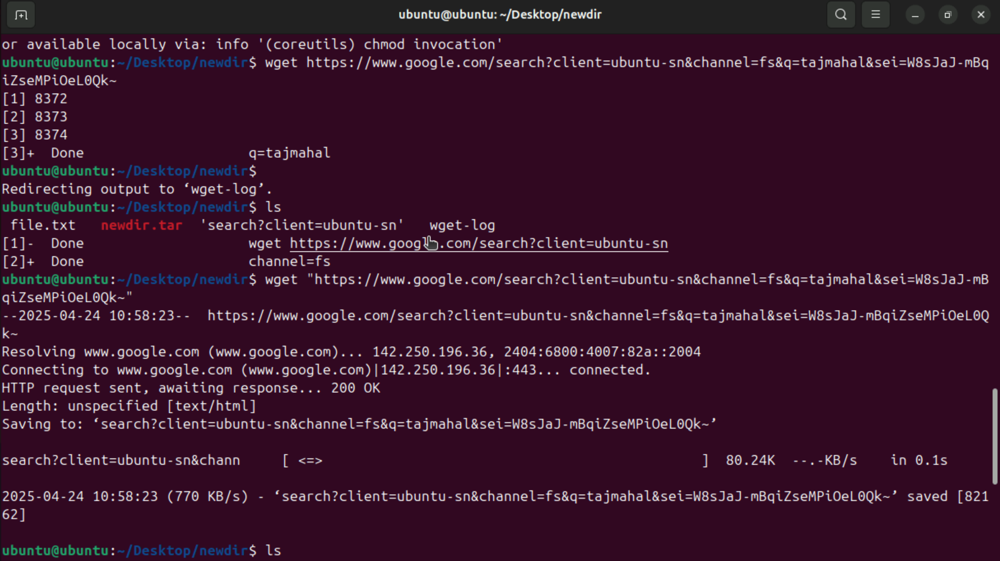 ubuntu@ubuntu: ~/Desktop/newdir
or available locally via: info '(coreutils) chmod invocation'
ubuntu@ubuntu:~/Desktop/newdir$ wget https://www.google.com/search?client=ubuntu-sn&channel=fs&q=tajmahal&sei=W8sJaJ-mBq
iZseMPiOeL0Qk~
[1] 8372
[2] 8373
[3] 8374
[3]+  Done                    q=tajmahal
ubuntu@ubuntu:~/Desktop/newdir$
Redirecting output to ‘wget-log’.
ubuntu@ubuntu:~/Desktop/newdir$ ls
 file.txt   newdir.tar  'search?client=ubuntu-sn'   wget-log
[1]-  Done                    wget https://www.google.com/search?client=ubuntu-sn
[2]+  Done                    channel=fs
ubuntu@ubuntu:~/Desktop/newdir$ wget "https://www.google.com/search?client=ubuntu-sn&channel=fs&q=tajmahal&sei=W8sJaJ-mB
qiZseMPiOeL0Qk~"
--2025-04-24 10:58:23--  https://www.google.com/search?client=ubuntu-sn&channel=fs&q=tajmahal&sei=W8sJaJ-mBqiZseMPiOeL0Q
k~
Resolving www.google.com (www.google.com)... 142.250.196.36, 2404:6800:4007:82a::2004
Connecting to www.google.com (www.google.com)|142.250.196.36|:443... connected.
HTTP request sent, awaiting response... 200 OK
Length: unspecified [text/html]
Saving to: ‘search?client=ubuntu-sn&channel=fs&q=tajmahal&sei=W8sJaJ-mBqiZseMPiOeL0Qk~’
search?client=ubuntu-sn&chann     [ <=>                                              ]  80.24K  --.-KB/s    in 0.1s
2025-04-24 10:58:23 (770 KB/s) - ‘search?client=ubuntu-sn&channel=fs&q=tajmahal&sei=W8sJaJ-mBqiZseMPiOeL0Qk~’ saved [821
62]
ubuntu@ubuntu:~/Desktop/newdir$ ls